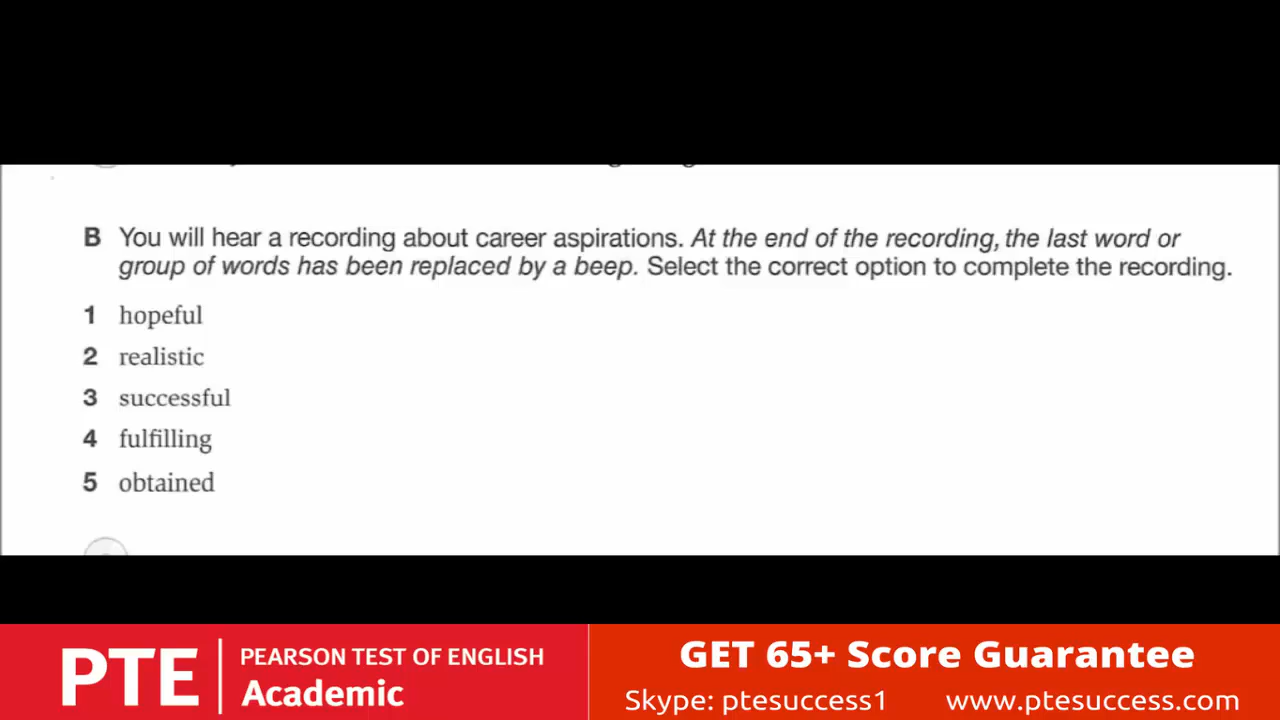 B You will hear a recording about career aspirations. At the end of the recording, the last word or
group of words has been replaced by a beep. Select the correct option to complete the recording.
1 hopeful
2 realistic
3 successful
4 fulfilling
5 obtained
PTE
PEARSON TEST OF ENGLISH
Academic
GET 65+ Score Guarantee
Skype: ptesuccess1 www.ptesuccess.com